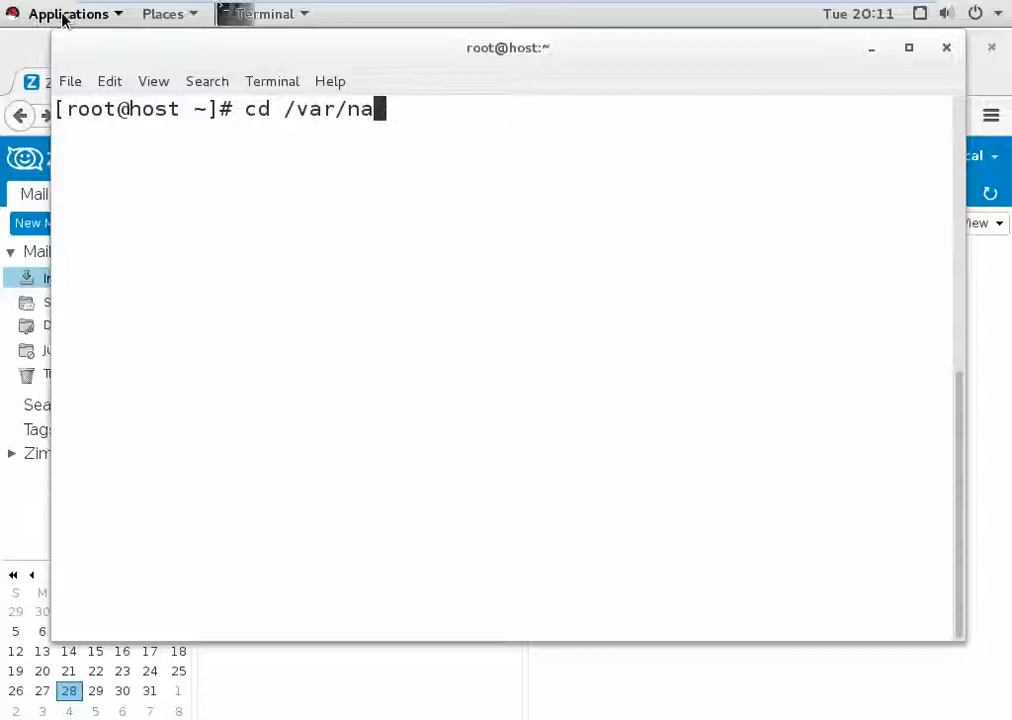 Applications Places Terminal Tue 20:11
root@host:~
File Edit View Search Terminal Help
[root@host ~]# cd /var/na
Mail
New M
View
Mail
Sea
Tags
Zim
S M
29 30
5 6
12 13 14 15 16 17 18
19 20 21 22 23 24 25
26 27 28 29 30 31 1
2 3 4 5 6 7 8